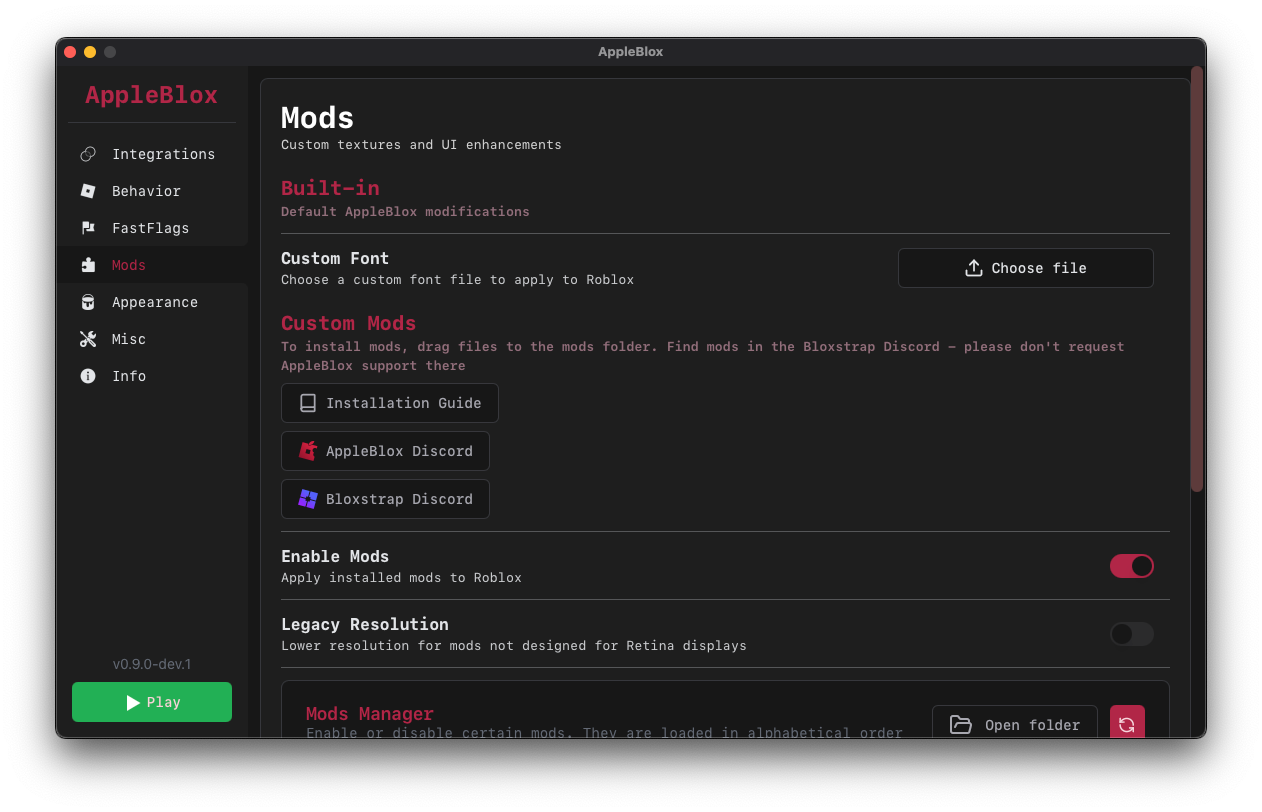 AppleBlox
AppleBlox
Integrations
Behavior
FastFlags
Mods
Appearance
Misc
Info
v0.9.0-dev.1
Play
Mods
Custom textures and UI enhancements
Built-in
Default AppleBlox modifications
Custom Font
Choose a custom font file to apply to Roblox
Choose file
Custom Mods
To install mods, drag files to the mods folder. Find mods in the Bloxstrap Discord - please don't request
AppleBlox support there
Installation Guide
AppleBlox Discord
Bloxstrap Discord
Enable Mods
Apply installed mods to Roblox
Legacy Resolution
Lower resolution for mods not designed for Retina displays
Mods Manager
Enable or disable certain mods. They are loaded in alphabetical order
Open folder